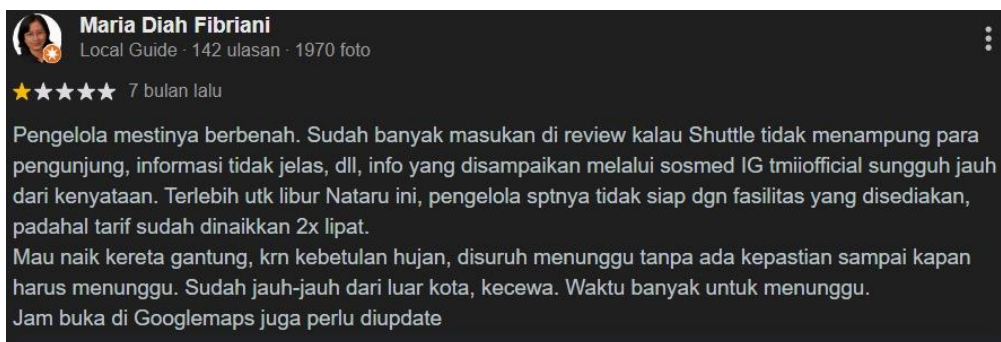 Maria Diah Fibriani
Local Guide · 142 ulasan · 1970 foto
7 bulan lalu
Pengelola mestinya berbenah. Sudah banyak masukan di review kalau Shuttle tidak menampung para
pengunjung, informasi tidak jelas, dll, info yang disampaikan melalui sosmed IG tmiiofficial sungguh jauh
dari kenyataan. Terlebih utk libur Nataru ini, pengelola sptnya tidak siap dgn fasilitas yang disediakan,
padahal tarif sudah dinaikkan 2x lipat.
Mau naik kereta gantung, krn kebetulan hujan, disuruh menunggu tanpa ada kepastian sampai kapan
harus menunggu. Sudah jauh-jauh dari luar kota, kecewa. Waktu banyak untuk menunggu.
Jam buka di Googlemaps juga perlu diupdate